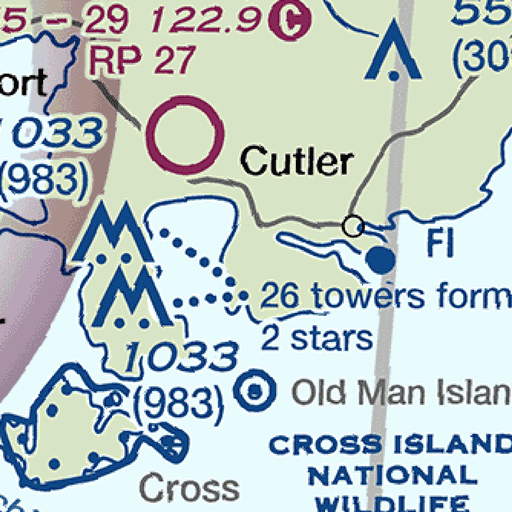 5 - 29 122.9 C
RP 27
55
(30
ort
1033
(983)
Cutler
Fl
26 towers form
2 stars
1033
(983)
Old Man Islan
CROSS ISLAND
NATIONAL
WILDLIFE
Cross